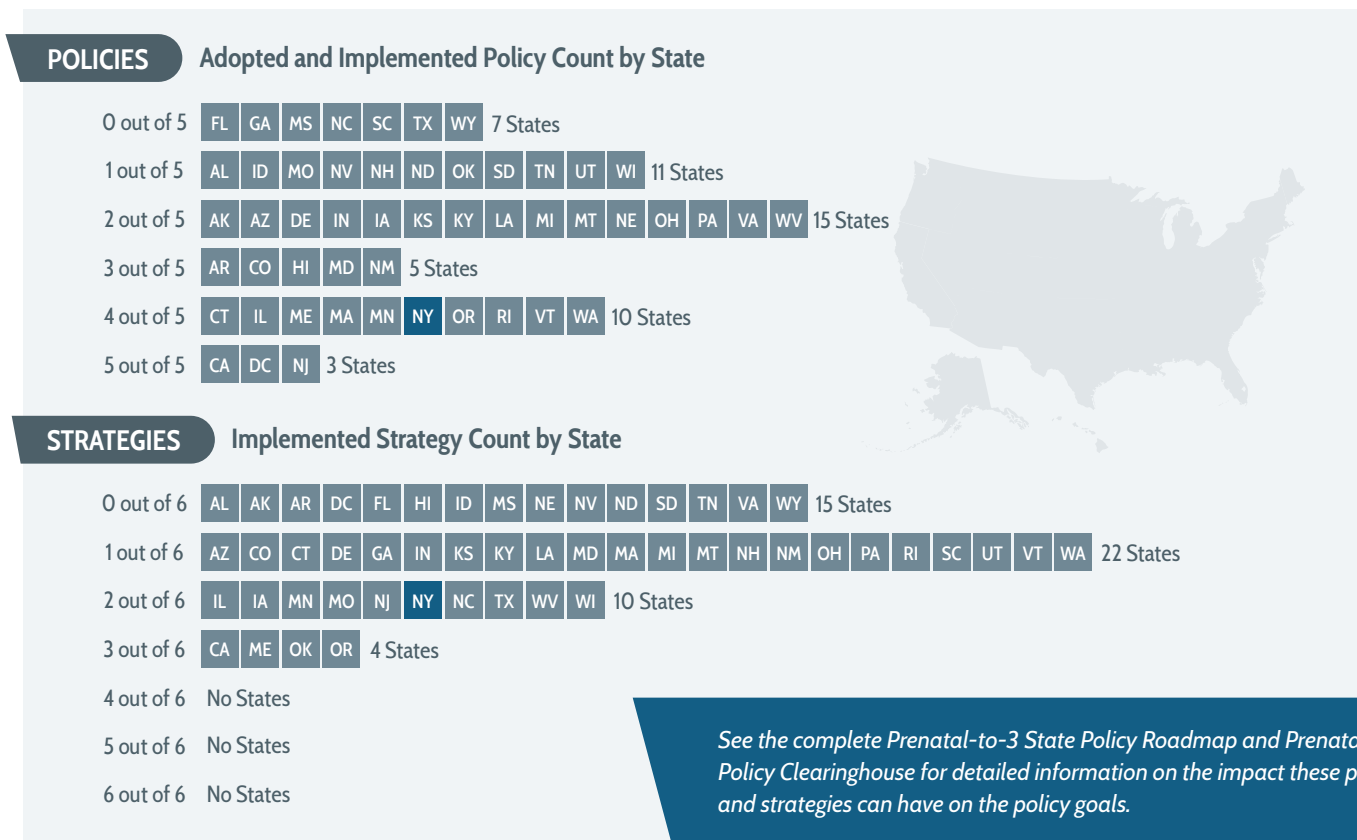 POLICIES Adopted and Implemented Policy Count by State
0 out of 5 FL GA MS NC SC TX WY 7 States
1 out of 5 AL ID MO NV NH ND OK SD TN UT WI 11 States
2 out of 5 AK AZ DE IN IA KS KY LA MI MT NE OH PA VA WV 15 States
3 out of 5 AR CO HI MD NM 5 States
4 out of 5 CT IL ME MA MN NY OR RI VT WA 10 States
5 out of 5 CA DC NJ 3 States
STRATEGIES Implemented Strategy Count by State
0 out of 6 AL AK AR DC FL HI ID MS NE NV ND SD TN VA WY 15 States
1 out of 6 AZ CO CT DE GA IN KS KY LA MD MA MI MT NH NM OH PA RI SC UT VT WA 22 States
2 out of 6 IL IA MN MO NJ NY NC TX WV WI 10 States
3 out of 6 CA ME OK OR 4 States
4 out of 6 No States
5 out of 6 No States
6 out of 6 No States
See the complete Prenatal-to-3 State Policy Roadmap and
Policy Clearinghouse for detailed information on the impact these
and strategies can have on the policy goals.